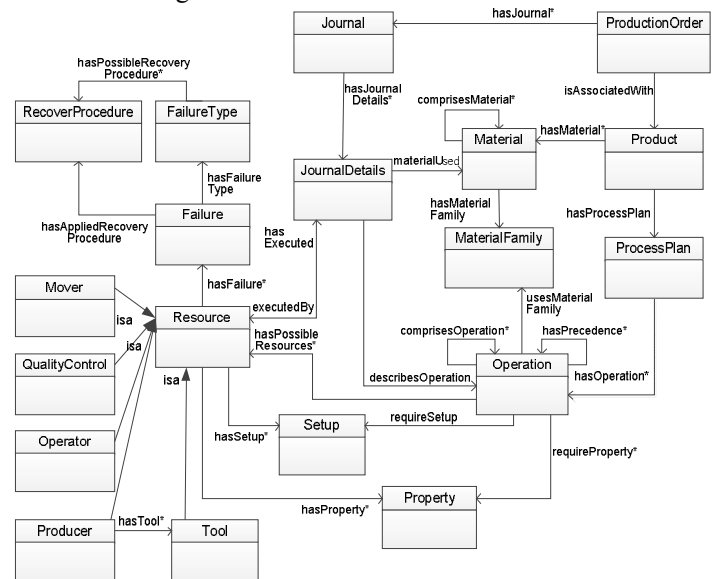 Journal
hasJournal*
ProductionOrder
hasPossibleRecovery
Procedure*
hasJournal
Details*
isAssociatedWith
RecoverProcedure
FailureType
comprisesMaterial*
Material
hasMaterial*
Product
JournalDetails
materialUsed
hasFailure
Type
hasMaterial
Family
hasProcessPlan
Failure
hasAppliedRecovery
Procedure
has
Executed
MaterialFamily
ProcessPlan
hasFailure*
Mover
isa
Resource
executedBy
usesMaterial
Family
hasPossible
Resources*
comprisesOperation*
hasPrecedence*
isa
QualityControl
isa
describesOperation
Operation
hasOperation*
Operator
hasSetup*
Setup
requireSetup
requireProperty*
Producer
hasTool*
Tool
hasProperty*
Property